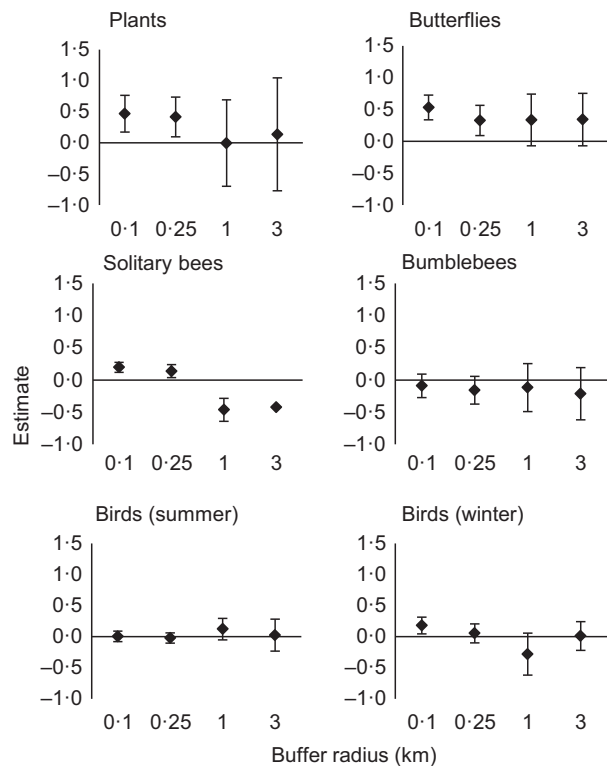 Plants
1·5
1·0
0·5
0·0
–0·5
–1·0
0·1 0·25 1 3
Butterflies
1·5
1·0
0·5
0·0
–0·5
–1·0
0·1 0·25 1 3
Solitary bees
1·5
1·0
0·5
0·0
–0·5
–1·0
0·1 0·25 1 3
Bumblebees
1·5
1·0
0·5
0·0
–0·5
–1·0
0·1 0·25 1 3
Estimate
Birds (summer)
1·5
1·0
0·5
0·0
–0·5
–1·0
0·1 0·25 1 3
Birds (winter)
1·5
1·0
0·5
0·0
–0·5
–1·0
0·1 0·25 1 3
Buffer radius (km)